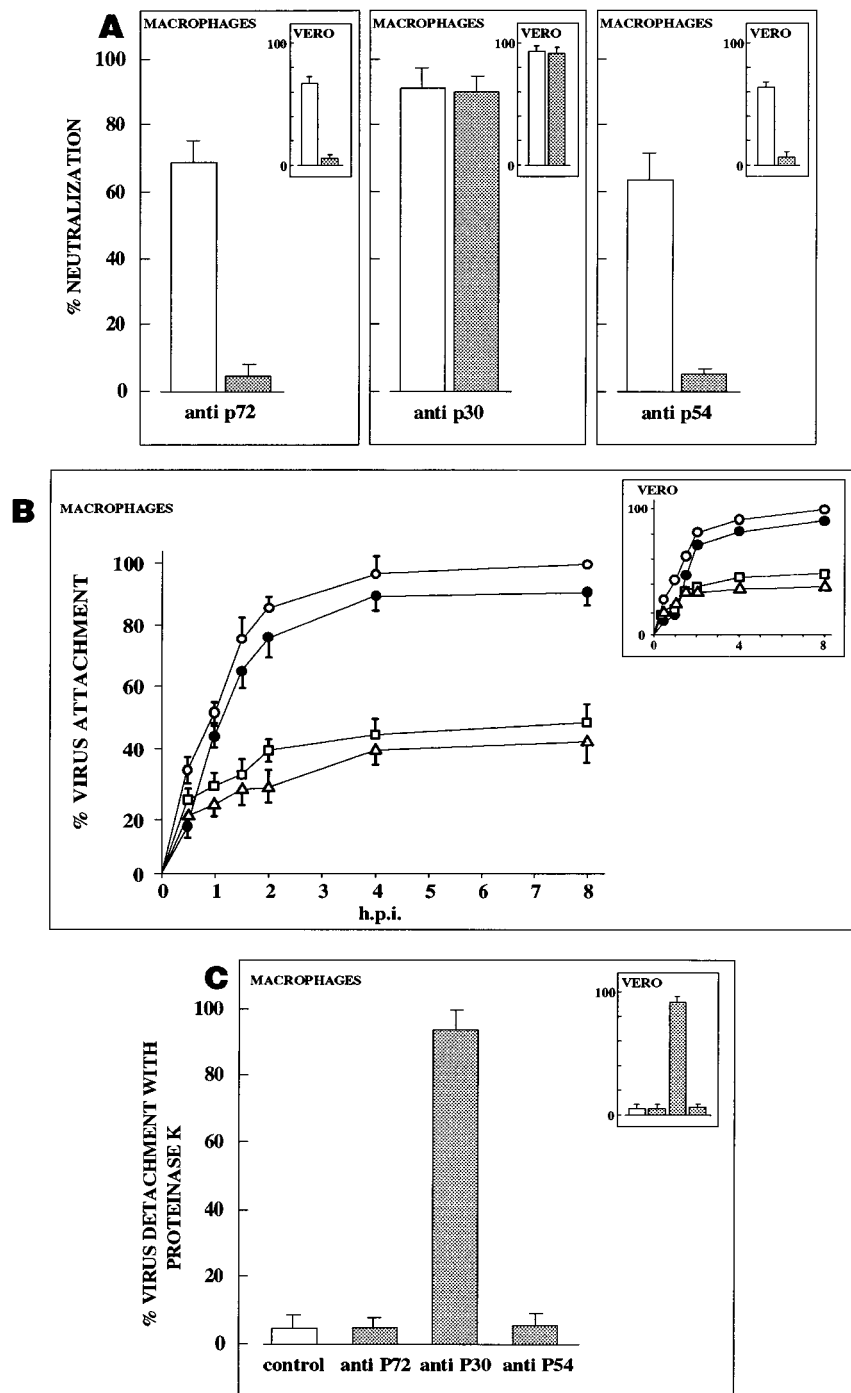 A
MACROPHAGES
VERO
100
0
MACROPHAGES
VERO
100
0
MACROPHAGES
VERO
100
0
% NEUTRALIZATION
100
80
60
40
20
0
anti p72
anti p30
anti p54
B
MACROPHAGES
VERO
100
0
0
4
8
% VIRUS ATTACHMENT
100
80
60
40
20
0
0 1 2 3 4 5 6 7 8
h.p.i.
C
MACROPHAGES
VERO
100
0
% VIRUS DETACHMENT WITH
PROTEINASE K
100
80
60
40
20
0
control anti P72 anti P30 anti P54